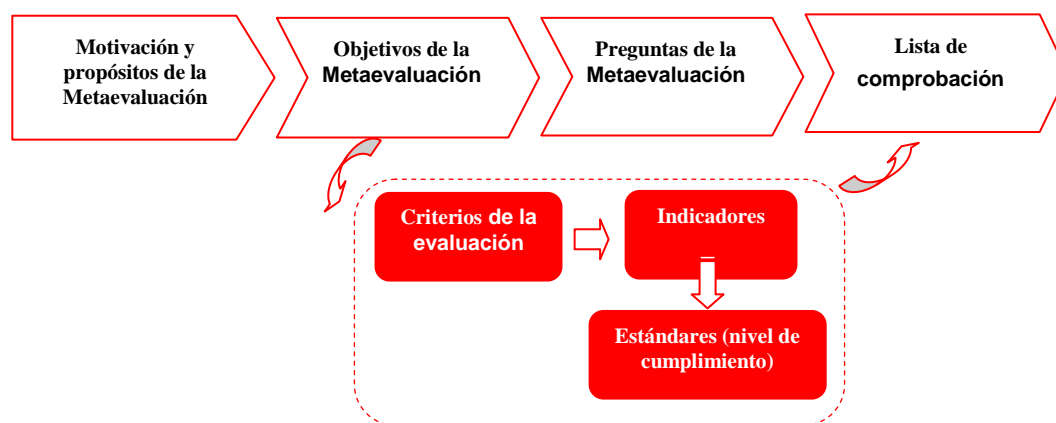 Motivación y
propósitos de la
Metaevaluación
Objetivos de la
Metaevaluación
Preguntas de la
Metaevaluación
Lista de
comprobación
Criterios de la
evaluación
Indicadores
Estándares (nivel de
cumplimiento)